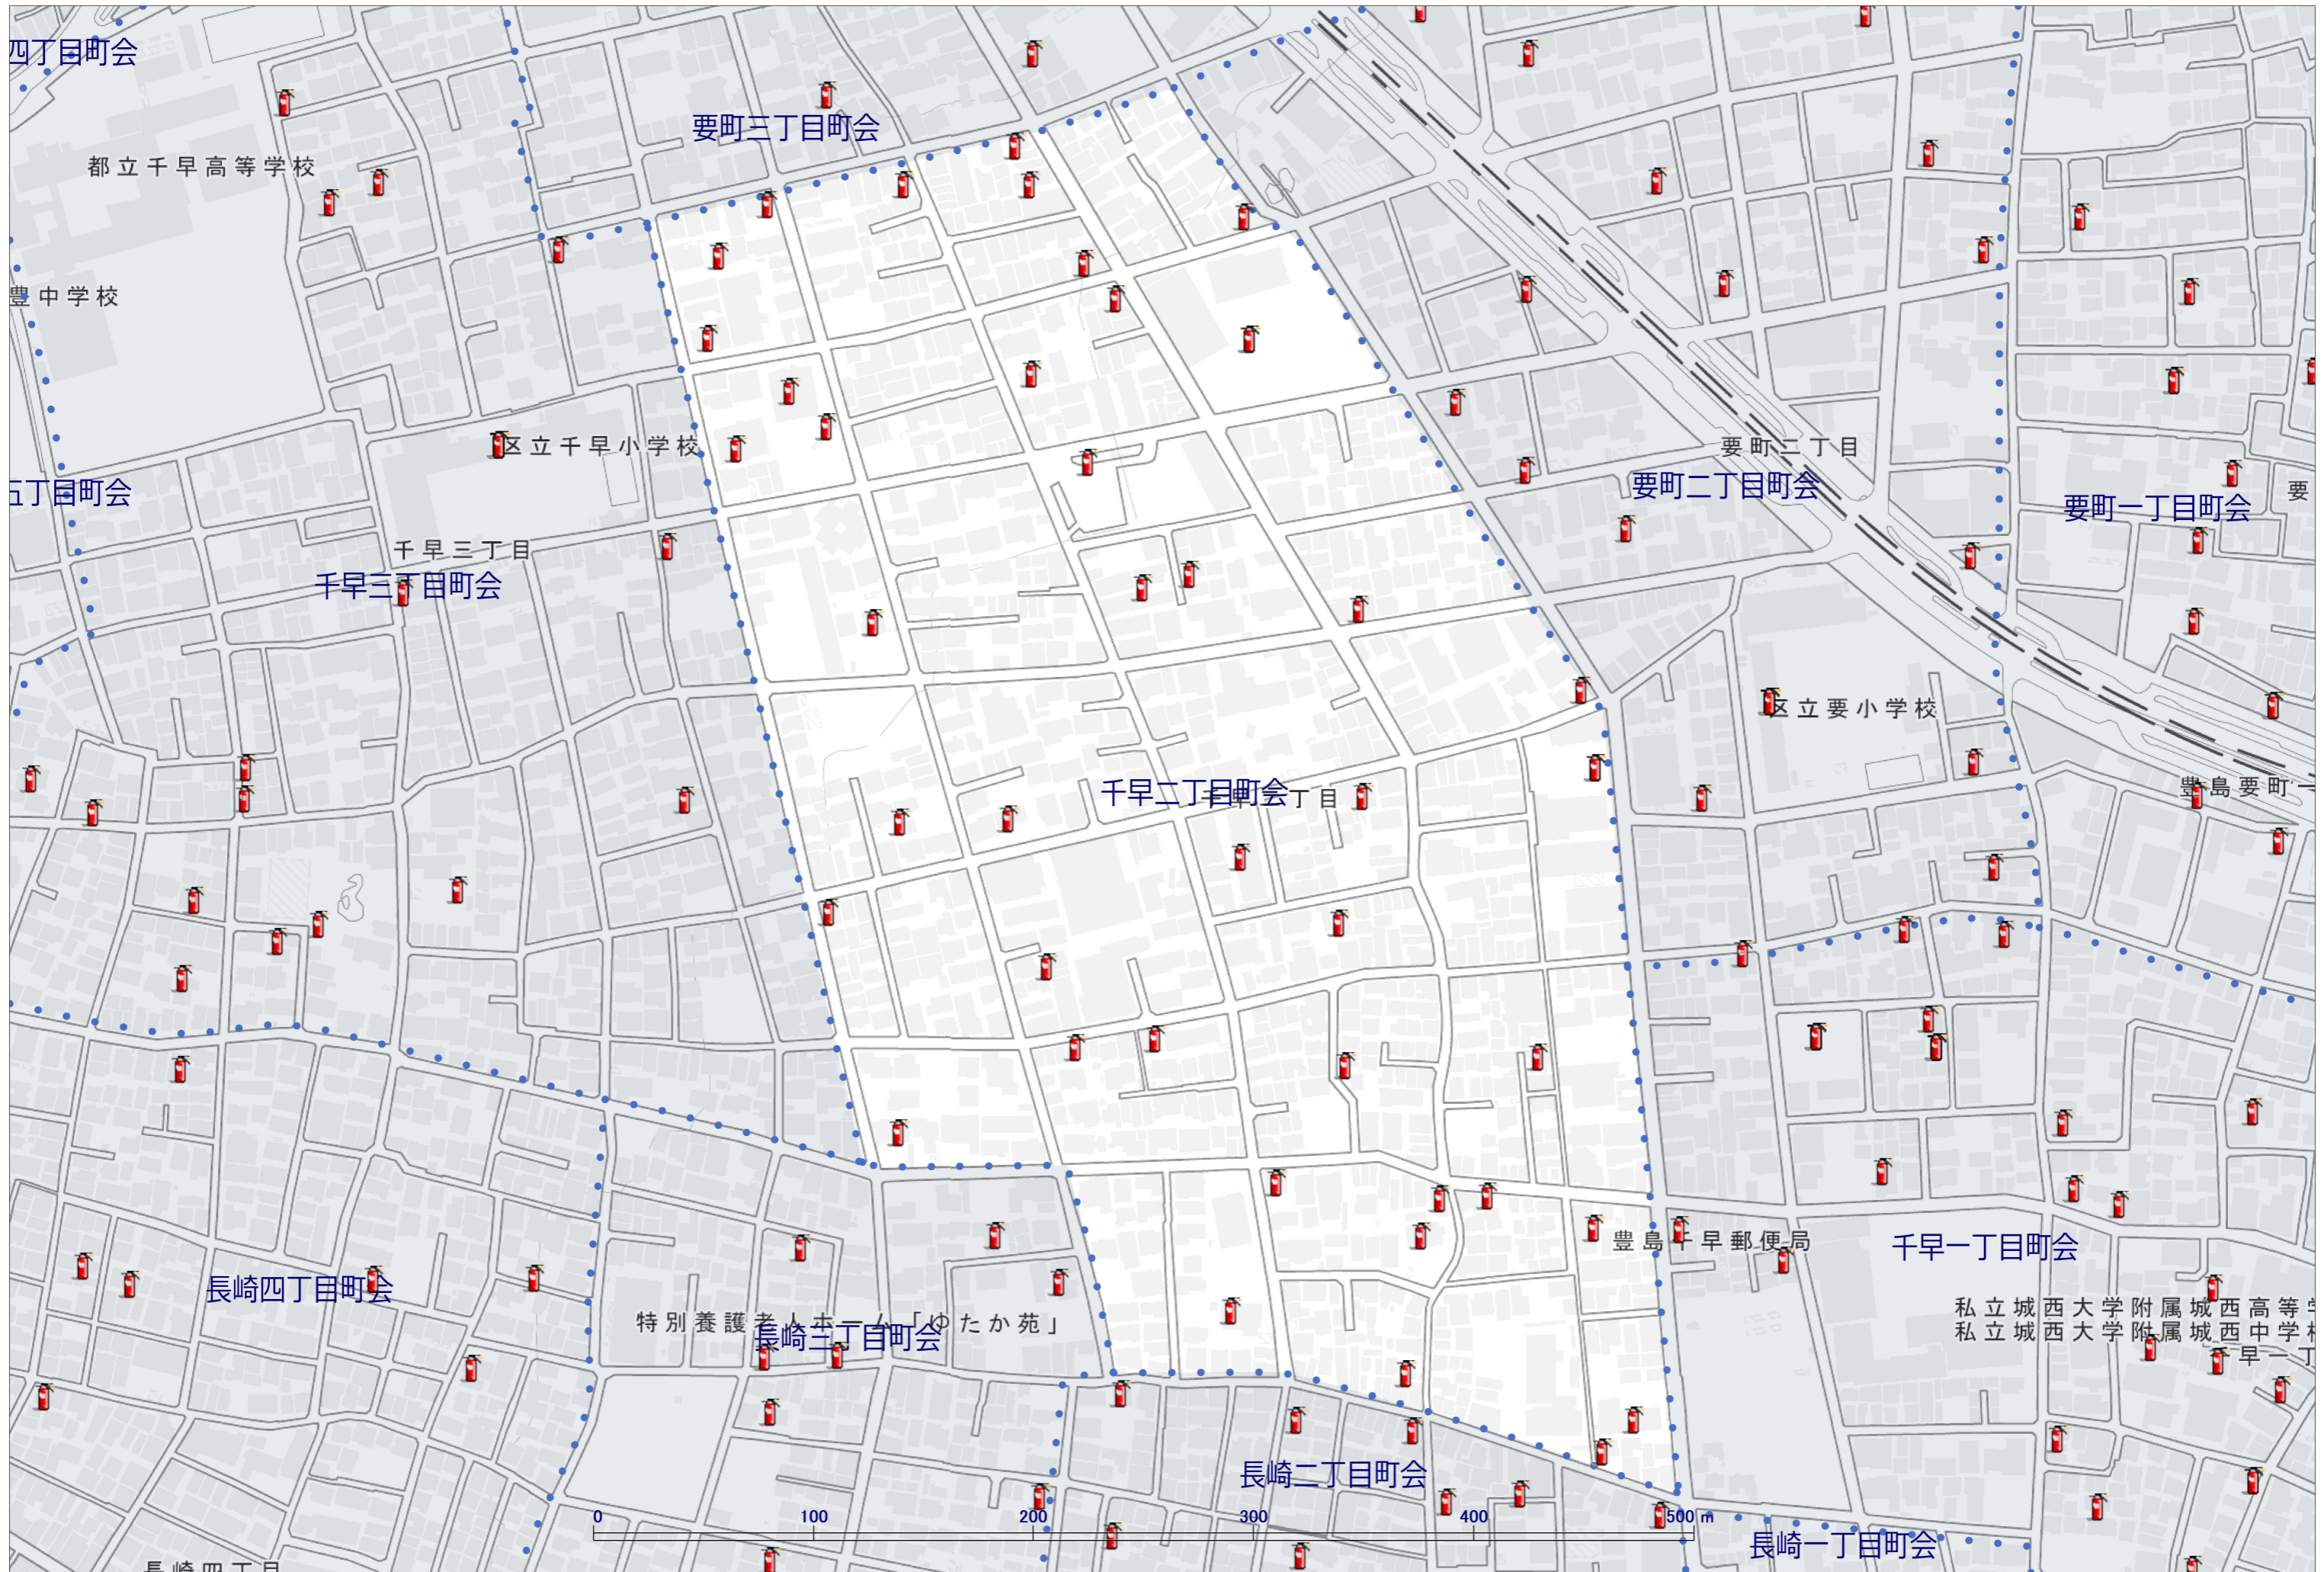 四丁目町会
要町三丁目町会
都立千早高等学校
豊中学校
区立千早小学校
要町二丁目
要町二丁目町会
五丁目町会
要
要町一丁目町会
千早三丁目
千早三丁目町会
区立要小学校
千早二丁目町会
丁目
豊島要町一
豊島千早郵便局
千早一丁目町会
長崎四丁目町会
特別養護老人ホーム「ゆたか苑」
長崎三丁目町会
私立城西大学附属城西高等学
私立城西大学附属城西中学校
早一丁
長崎二丁目町会
0 100 200 300 400 500 m
長崎一丁目町会
長崎四丁目